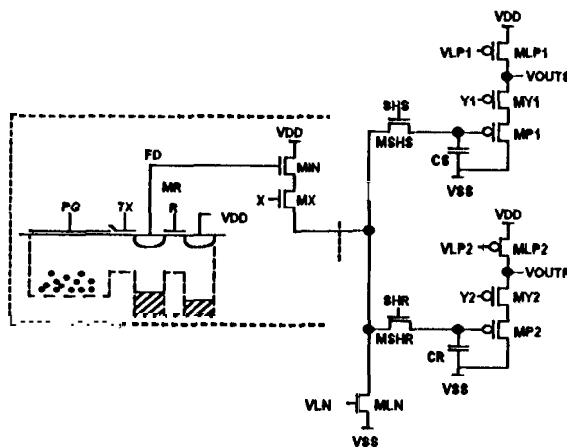 VDD
VLP1 MLP1
VOUTS
SHS
Y1 MY1
VDD
MSHS
MP1
FD
MIN
CS
MR
VSS
PG TX R VDD
X MX
VDD
VLP2 MLP2
VOUTR
SHR
Y2 MY2
MSHR
MP2
CR
VSS
VLN MLN
VSS